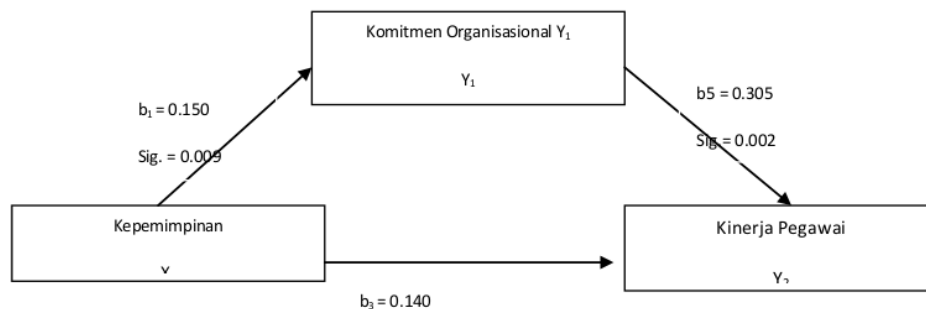 Komitmen Organisasional Y₁
Y₁
b₁ = 0.150
Sig. = 0.009
b5 = 0.305
Sig = 0.002
Kepemimpinan
Kinerja Pegawai
Y₂
b₃ = 0.140